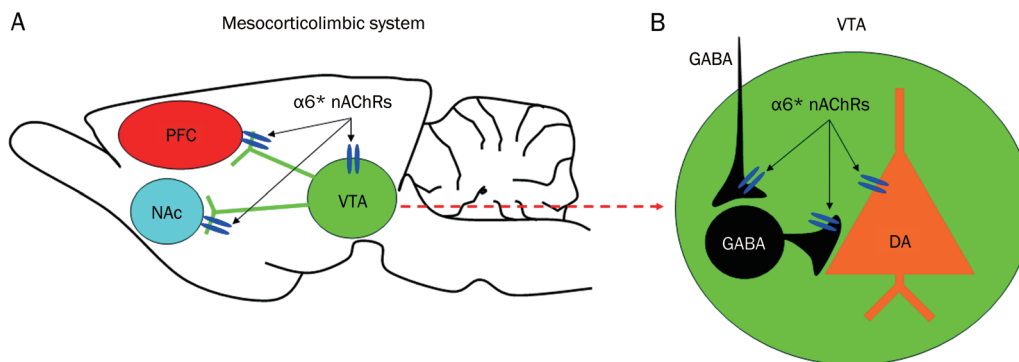 A
Mesocorticolimbic system
α6* nAChRs
PFC
NAc
VTA
B
VTA
GABA
α6* nAChRs
GABA
DA